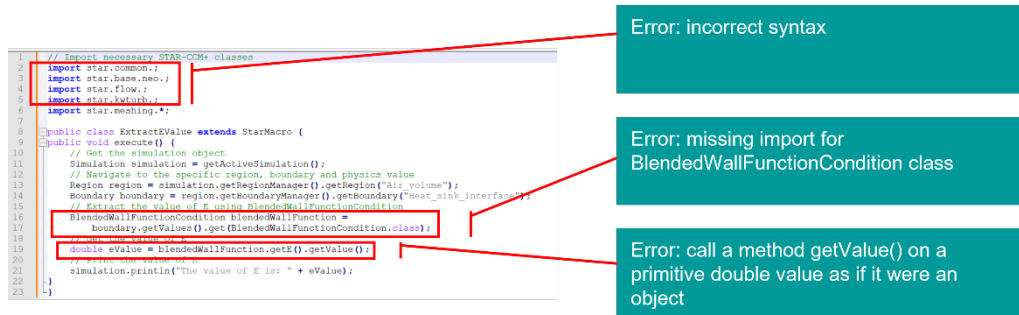 1 // Import necessary STAR-CCM+ classes
2 import star.common.;
3 import star.base.neo.;
4 import star.flow.;
5 import star.kwturb.;
6 import star.meshing.*;
7
8 public class ExtractEValue extends StarMacro {
9 public void execute() {
10 // Get the simulation object
11 Simulation simulation = getActiveSimulation();
12 // Navigate to the specific region, boundary and physics value
13 Region region = simulation.getRegionManager().getRegion("Air_volume");
14 Boundary boundary = region.getBoundaryManager().getBoundary("Heat_sink_interface");
15 // Extract the value of E using BlendedWallFunctionCondition
16 BlendedWallFunctionCondition blendedWallFunction =
17 boundary.getValues().get(BlendedWallFunctionCondition.class);
18 // Get the value of E
19 double eValue = blendedWallFunction.getE().getValue();
20 // Print the value of E
21 simulation.println("The value of E is: " + eValue);
22 }
23 }
Error: incorrect syntax
Error: missing import for
BlendedWallFunctionCondition class
Error: call a method getValue() on a
primitive double value as if it were an
object